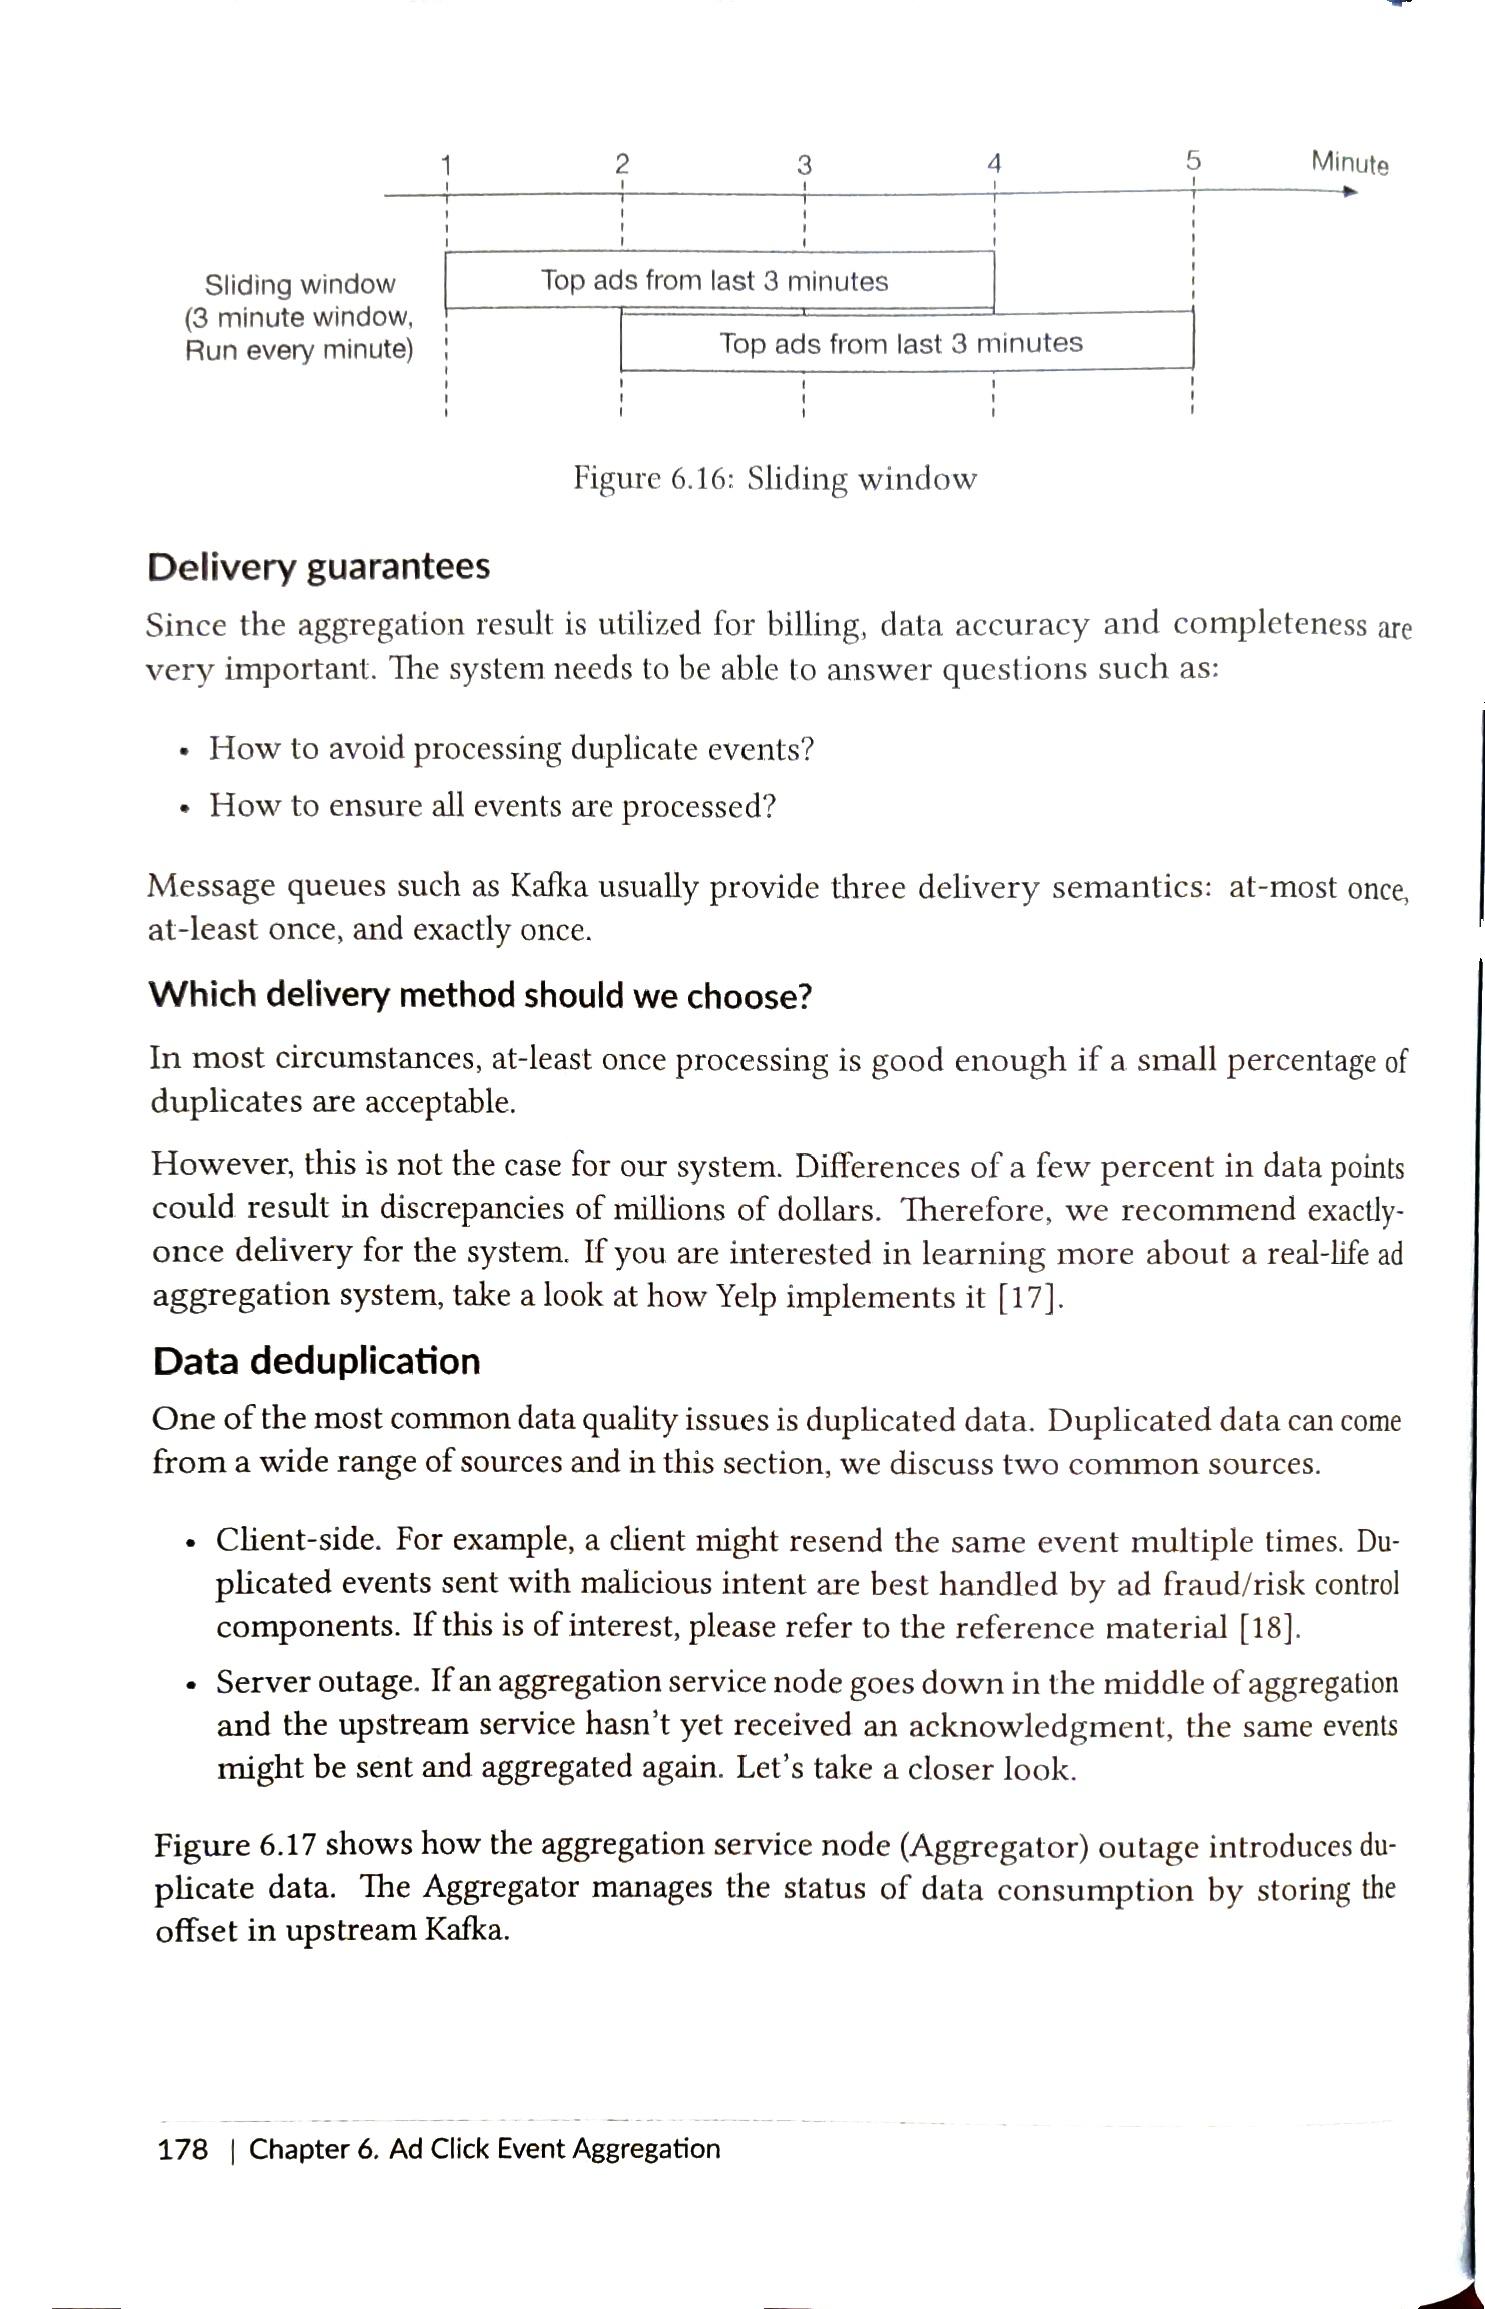 1 2 3 4 5 Minute
Sliding window
(3 minute window,
Run every minute)
Top ads from last 3 minutes
Top ads from last 3 minutes
Figure 6.16: Sliding window
Delivery guarantees
Since the aggregation result is utilized for billing, data accuracy and completeness are
very important. The system needs to be able to answer questions such as:
• How to avoid processing duplicate events?
• How to ensure all events are processed?
Message queues such as Kafka usually provide three delivery semantics: at-most once,
at-least once, and exactly once.
Which delivery method should we choose?
In most circumstances, at-least once processing is good enough if a small percentage of
duplicates are acceptable.
However, this is not the case for our system. Differences of a few percent in data points
could result in discrepancies of millions of dollars. Therefore, we recommend exactly-
once delivery for the system. If you are interested in learning more about a real-life ad
aggregation system, take a look at how Yelp implements it [17].
Data deduplication
One of the most common data quality issues is duplicated data. Duplicated data can come
from a wide range of sources and in this section, we discuss two common sources.
• Client-side. For example, a client might resend the same event multiple times. Du-
plicated events sent with malicious intent are best handled by ad fraud/risk control
components. If this is of interest, please refer to the reference material [18].
• Server outage. If an aggregation service node goes down in the middle of aggregation
and the upstream service hasn't yet received an acknowledgment, the same events
might be sent and aggregated again. Let's take a closer look.
Figure 6.17 shows how the aggregation service node (Aggregator) outage introduces du-
plicate data. The Aggregator manages the status of data consumption by storing the
offset in upstream Kafka.
178 | Chapter 6. Ad Click Event Aggregation